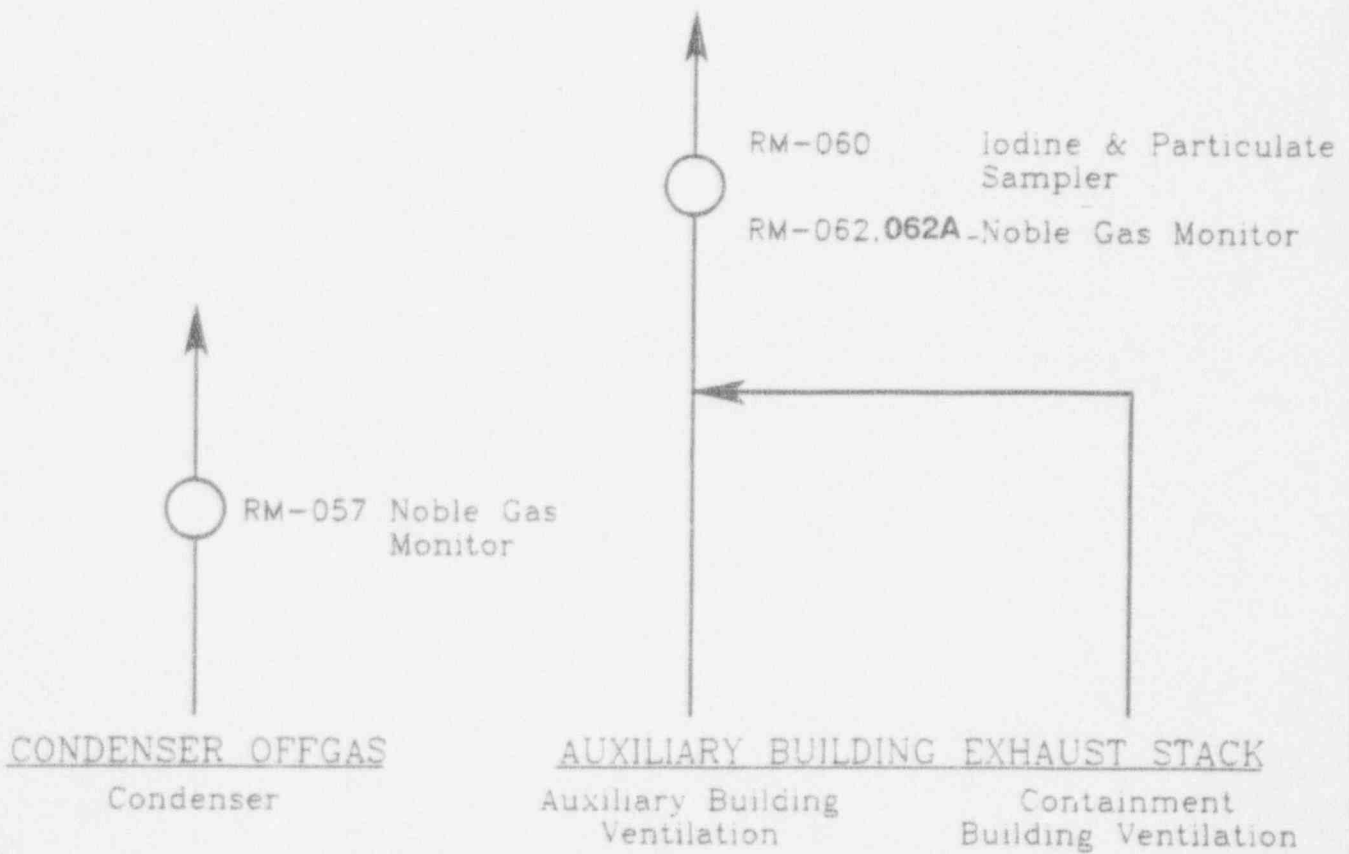 RM-060 Iodine & Particulate
Sampler
RM-062,062A-Noble Gas Monitor
RM-057 Noble Gas
Monitor
CONDENSER OFFGAS
Condenser
AUXILIARY BUILDING EXHAUST STACK
Auxiliary Building
Ventilation
Containment
Building Ventilation